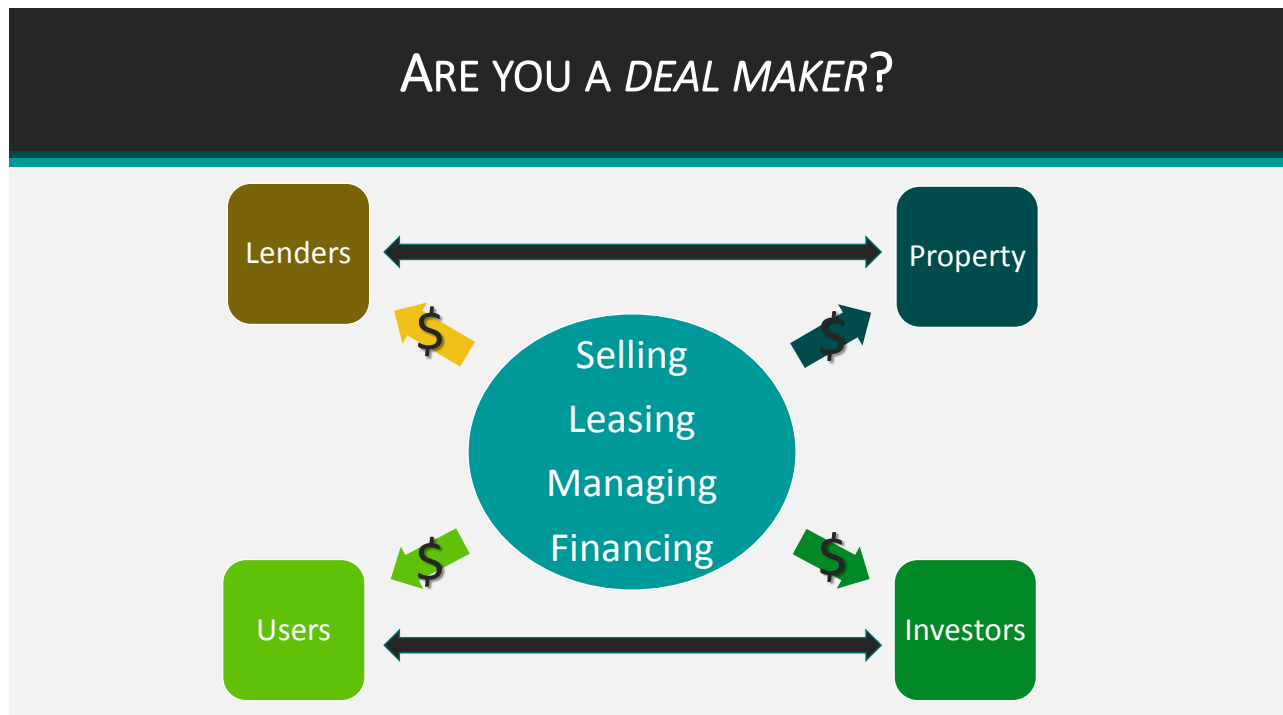 ARE YOU A DEAL MAKER?
Lenders
Property
$
$
Selling
Leasing
Managing
Financing
$
$
Users
Investors